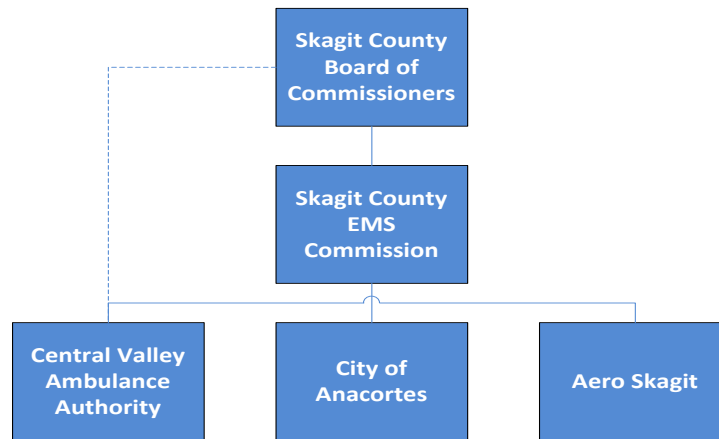 Skagit County
Board of
Commissioners
Skagit County
EMS
Commission
Central Valley
Ambulance
Authority
City of
Anacortes
Aero Skagit